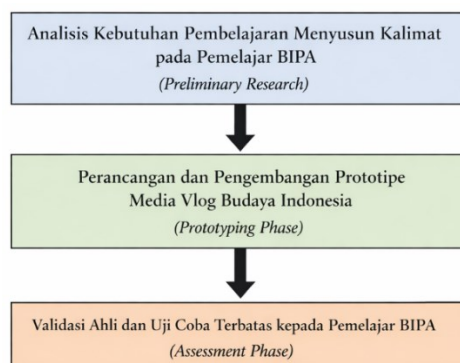 Analisis Kebutuhan Pembelajaran Menyusun Kalimat
pada Pemelajar BIPA
(Preliminary Research)
Perancangan dan Pengembangan Prototipe
Media Vlog Budaya Indonesia
(Prototyping Phase)
Validasi Ahli dan Uji Coba Terbatas kepada Pemelajar BIPA
(Assessment Phase)